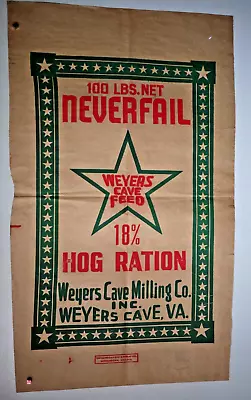 100 LBS. NET
NEVERFAIL
WEYERS
CAVE
FEED
18%
HOG RATION
Weyers Cave Milling Co.
INC.
WEYERS CAVE, VA.